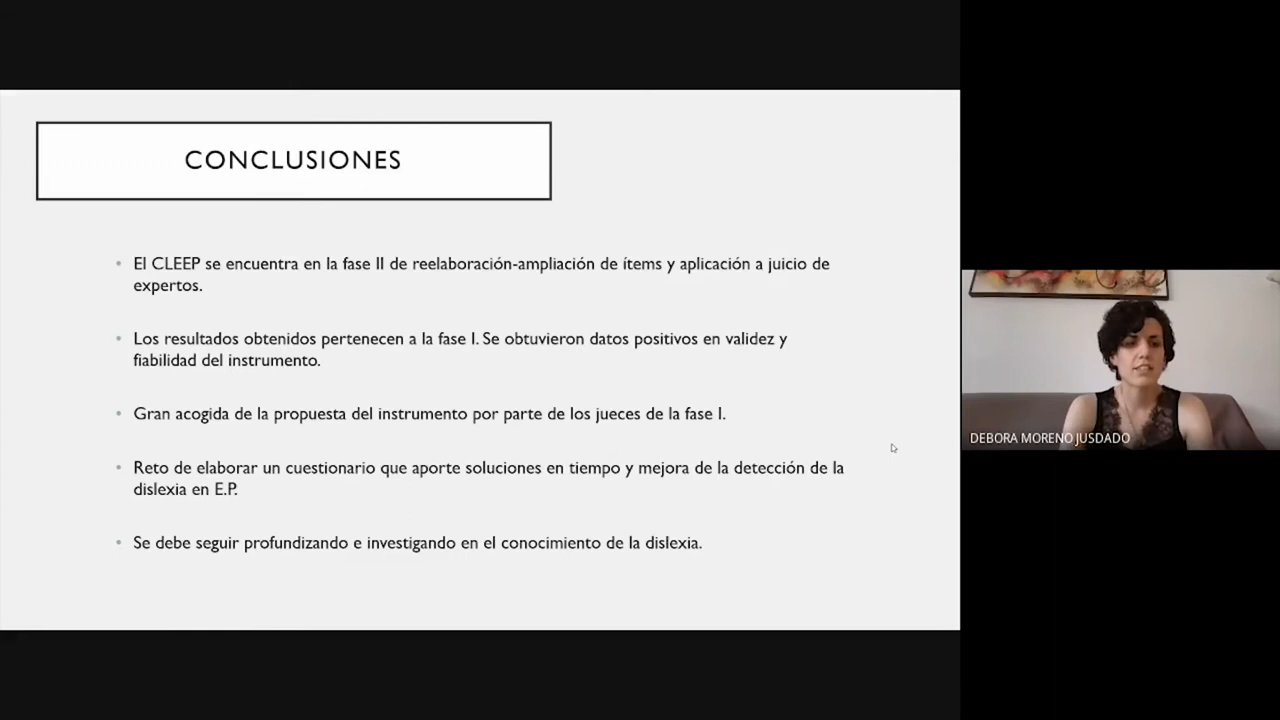 CONCLUSIONES
• El CLEEP se encuentra en la fase II de reelaboración-ampliación de ítems y aplicación a juicio de
expertos.
• Los resultados obtenidos pertenecen a la fase I. Se obtuvieron datos positivos en validez y
fiabilidad del instrumento.
• Gran acogida de la propuesta del instrumento por parte de los jueces de la fase I.
• Reto de elaborar un cuestionario que aporte soluciones en tiempo y mejora de la detección de la
dislexia en E.P.
• Se debe seguir profundizando e investigando en el conocimiento de la dislexia.
DEBORA MORENO JUSDADO